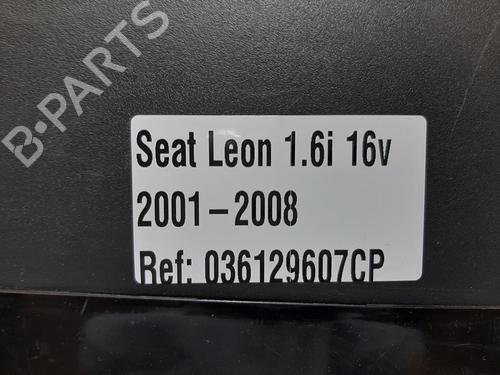 B-PARTS
Seat Leon 1.6i 16v
2001-2008
Ref: 036129607CP